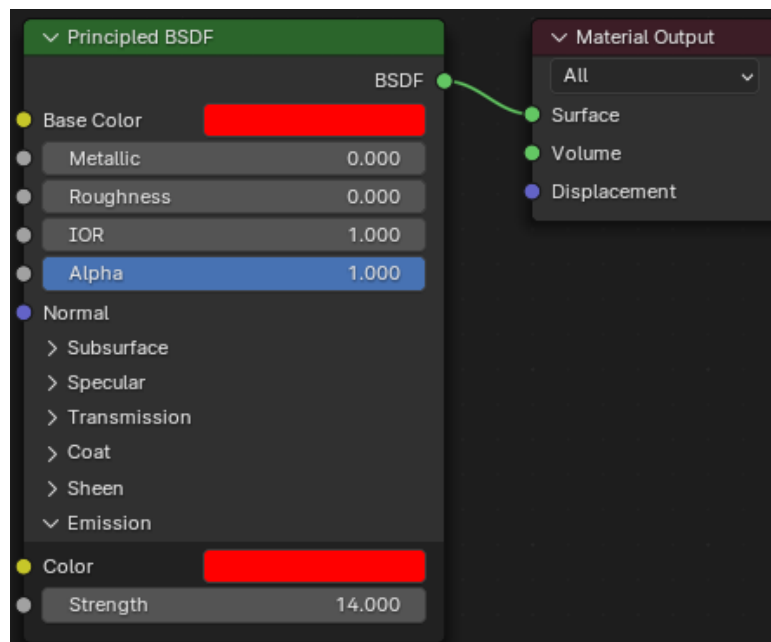 Principled BSDF
BSDF
Base Color
Metallic 0.000
Roughness 0.000
IOR 1.000
Alpha 1.000
Normal
Subsurface
Specular
Transmission
Coat
Sheen
Emission
Color
Strength 14.000
Material Output
All
Surface
Volume
Displacement